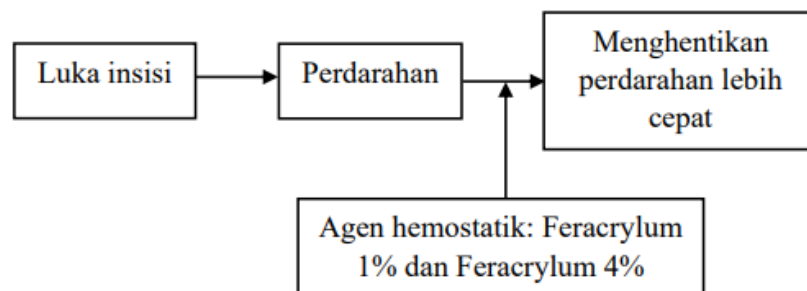 Luka insisi
Perdarahan
Menghentikan
perdarahan lebih
cepat
Agen hemostatik: Feracrylum
1% dan Feracrylum 4%